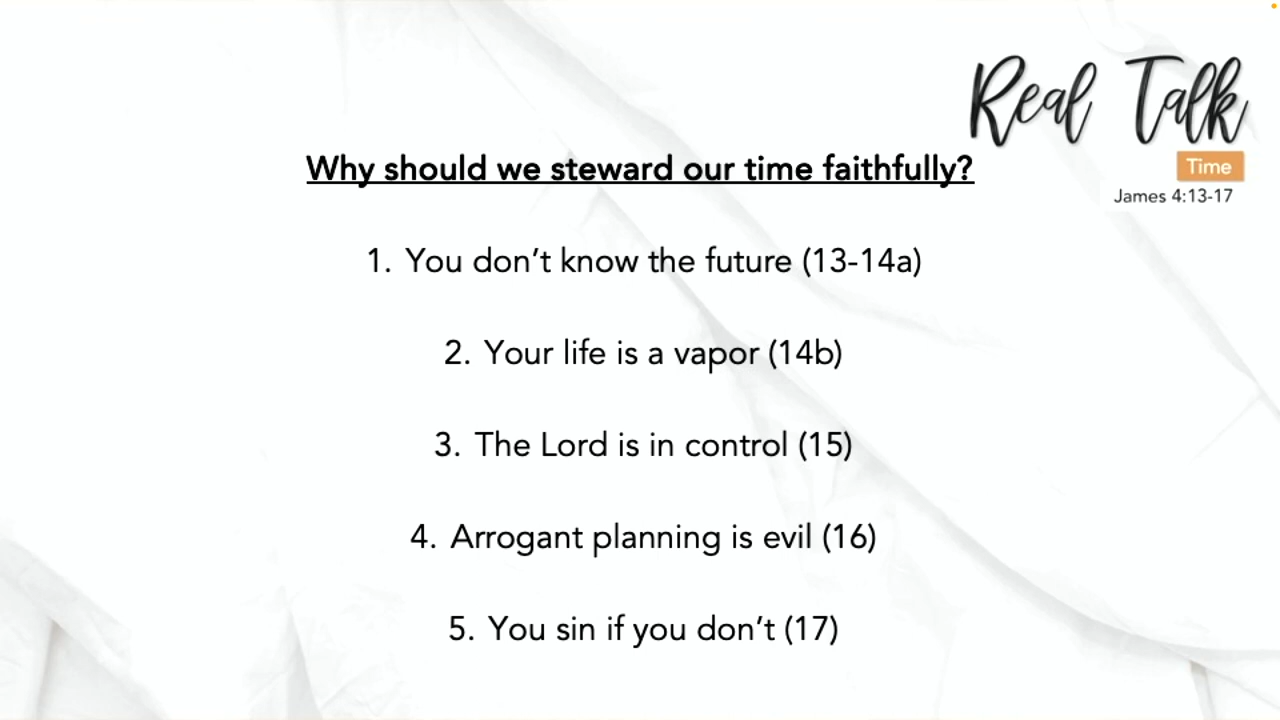 Real Talk
Time
James 4:13-17
Why should we steward our time faithfully?
1. You don’t know the future (13-14a)
2. Your life is a vapor (14b)
3. The Lord is in control (15)
4. Arrogant planning is evil (16)
5. You sin if you don’t (17)